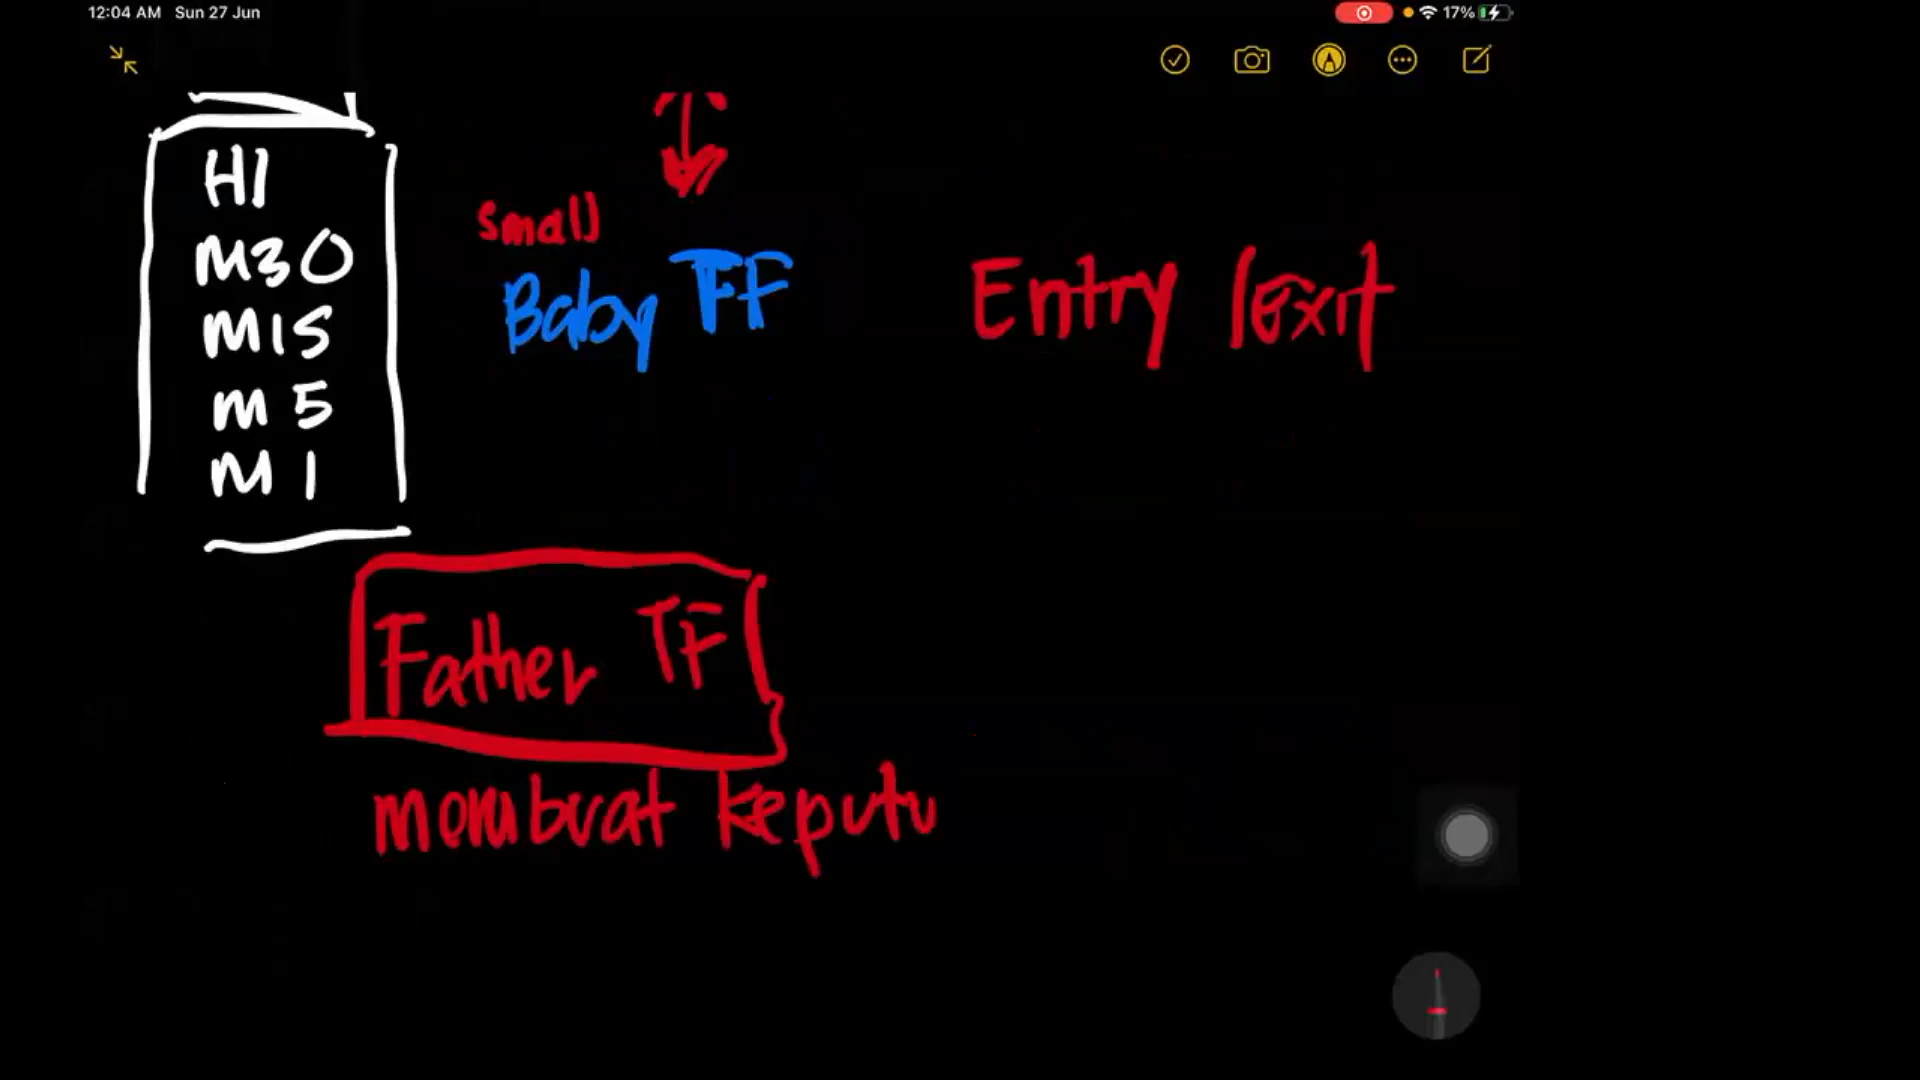 12:04 AM Sun 27 Jun
17%
H1
M30
M15
M5
M1
small
Baby TF
Entry /exit
Father TF
mombuat keputu